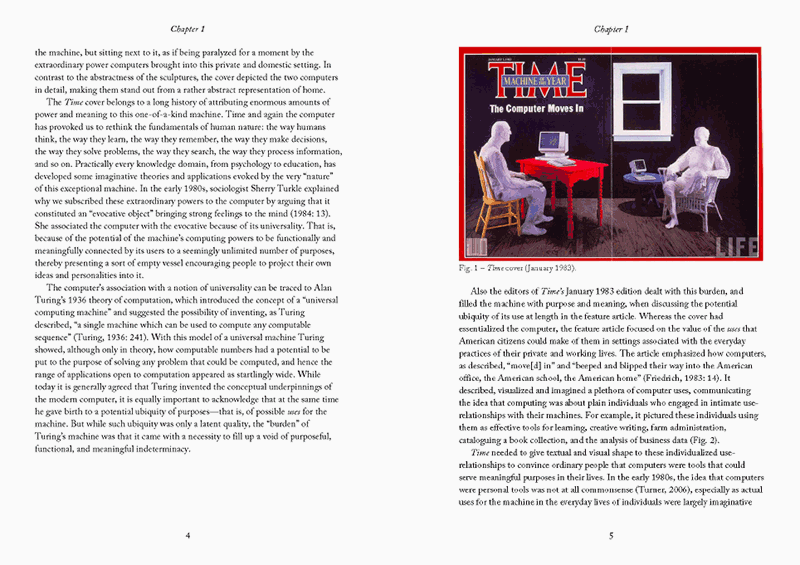 Chapter 1
the machine, but sitting next to it, as if being paralyzed for a moment by the
extraordinary power computers brought into this private and domestic setting. In
contrast to the abstractness of the sculptures, the cover depicted the two computers
in detail, making them stand out from a rather abstract representation of home.
The Time cover belongs to a long history of attributing enormous amounts of
power and meaning to this one-of-a-kind machine. Time and again the computer
has provoked us to rethink the fundamentals of human nature: the way humans
think, the way they learn, the way they remember, the way they make decisions,
the way they solve problems, the way they search, the way they process information,
and so on. Practically every knowledge domain, from psychology to education, has
developed some imaginative theories and applications evoked by the very “nature”
of this exceptional machine. In the early 1980s, sociologist Sherry Turkle explained
why we subscribed these extraordinary powers to the computer by arguing that it
constituted an “evocative object” bringing strong feelings to the mind (1984: 13).
She associated the computer with the evocative because of its universality. That is,
because of the potential of the machine’s computing powers to be functionally and
meaningfully connected by its users to a seemingly unlimited number of purposes,
thereby presenting a sort of empty vessel encouraging people to project their own
ideas and personalities into it.
The computer’s association with a notion of universality can be traced to Alan
Turing’s 1936 theory of computation, which introduced the concept of a “universal
computing machine” and suggested the possibility of inventing, as Turing
described, “a single machine which can be used to compute any computable
sequence” (Turing, 1936: 241). With this model of a universal machine Turing
showed, although only in theory, how computable numbers had a potential to be
put to the purpose of solving any problem that could be computed, and hence the
range of applications open to computation appeared as startlingly wide. While
today it is generally agreed that Turing invented the conceptual underpinnings of
the modern computer, it is equally important to acknowledge that at the same time
he gave birth to a potential ubiquity of purposes—that is, of possible uses for the
machine. But while such ubiquity was only a latent quality, the “burden” of
Turing’s machine was that it came with a necessity to fill up a void of purposeful,
functional, and meaningful indeterminacy.
4
Chapter 1
TIME
MACHINE OF THE YEAR
The Computer Moves In
LIFE
Fig. 1 – Time cover (January 1983).
Also the editors of Time’s January 1983 edition dealt with this burden, and
filled the machine with purpose and meaning, when discussing the potential
ubiquity of its use at length in the feature article. Whereas the cover had
essentialized the computer, the feature article focused on the value of the uses that
American citizens could make of them in settings associated with the everyday
practices of their private and working lives. The article emphasized how computers,
as described, “move[d] in” and “beeped and blipped their way into the American
office, the American school, the American home” (Friedrich, 1983: 14). It
described, visualized and imagined a plethora of computer uses, communicating
the idea that computing was about plain individuals who engaged in intimate use-
relationships with their machines. For example, it pictured these individuals using
them as effective tools for learning, creative writing, farm administration,
cataloguing a book collection, and the analysis of business data (Fig. 2).
Time needed to give textual and visual shape to these individualized use-
relationships to convince ordinary people that computers were tools that could
serve meaningful purposes in their lives. In the early 1980s, the idea that computers
were personal tools was not at all commonsense (Turner, 2006), especially as actual
uses for the machine in the everyday lives of individuals were largely imaginative
5